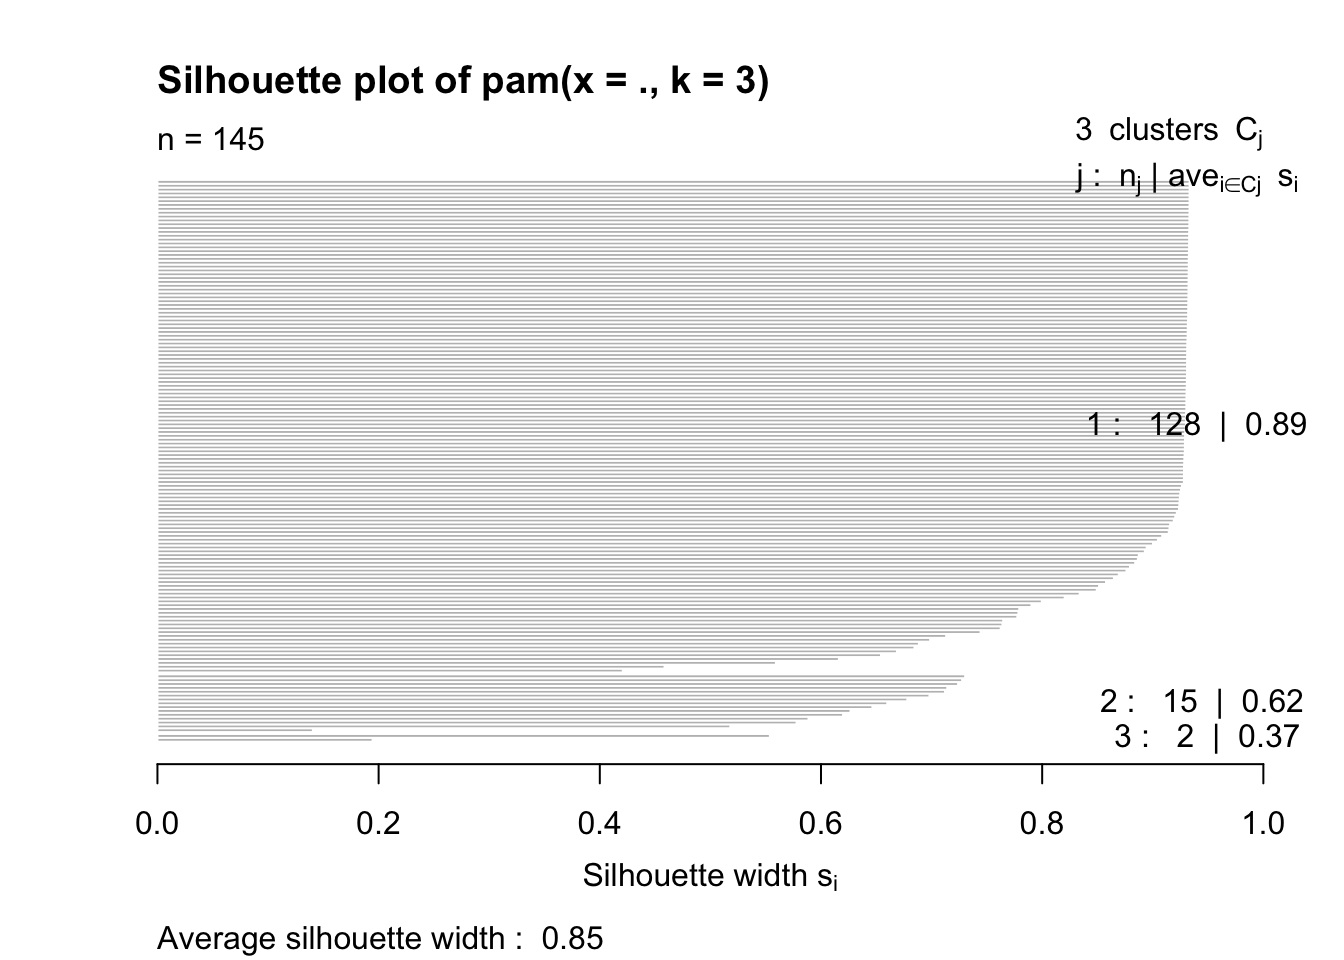 Silhouette plot of pam(x = ., k = 3)
n = 145
3 clusters Cj
j : nj | avei∈Cj si
1 : 128 | 0.89
2 : 15 | 0.62
3 : 2 | 0.37
0.0 0.2 0.4 0.6 0.8 1.0
Silhouette width si
Average silhouette width : 0.85